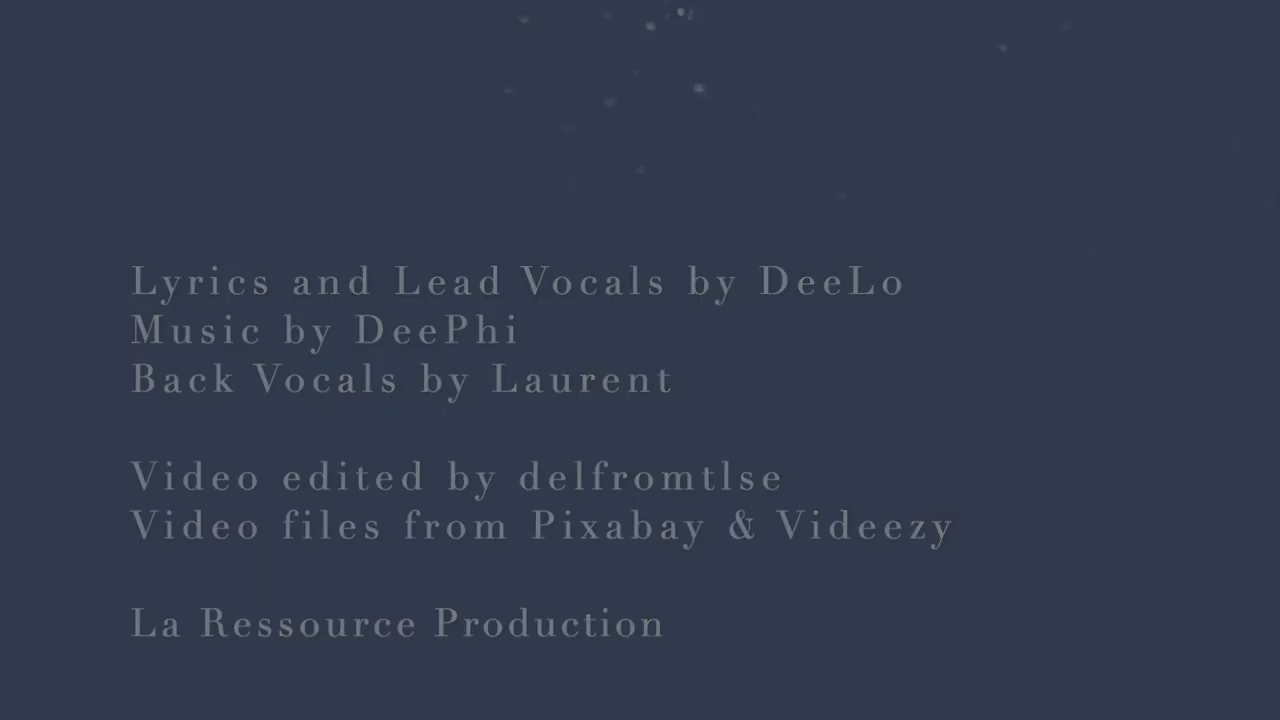 Lyrics and Lead Vocals by DeeLo
Music by DeePhi
Back Vocals by Laurent
Video edited by delfromtlse
Video files from Pixabay & Videezy
La Ressource Production